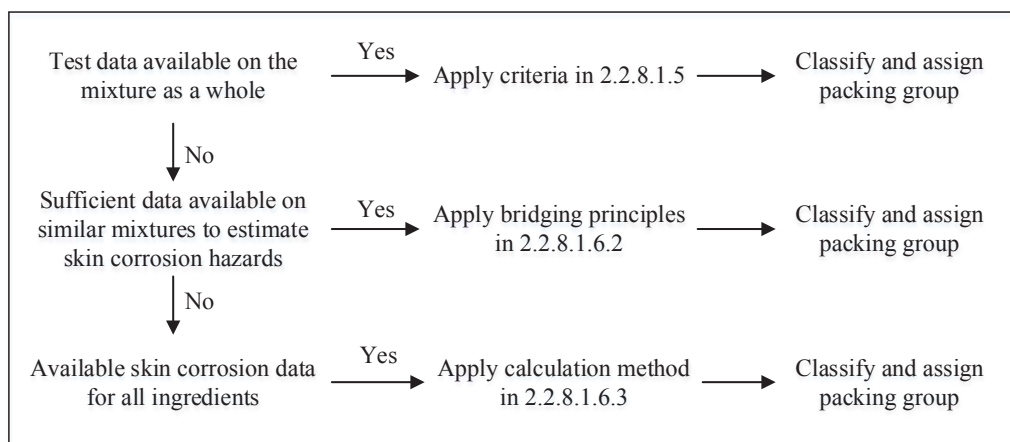 Test data available on the
mixture as a whole
Yes
Apply criteria in 2.2.8.1.5
Classify and assign
packing group
No
Sufficient data available on
similar mixtures to estimate
skin corrosion hazards
Yes
Apply bridging principles
in 2.2.8.1.6.2
Classify and assign
packing group
No
Available skin corrosion data
for all ingredients
Yes
Apply calculation method
in 2.2.8.1.6.3
Classify and assign
packing group